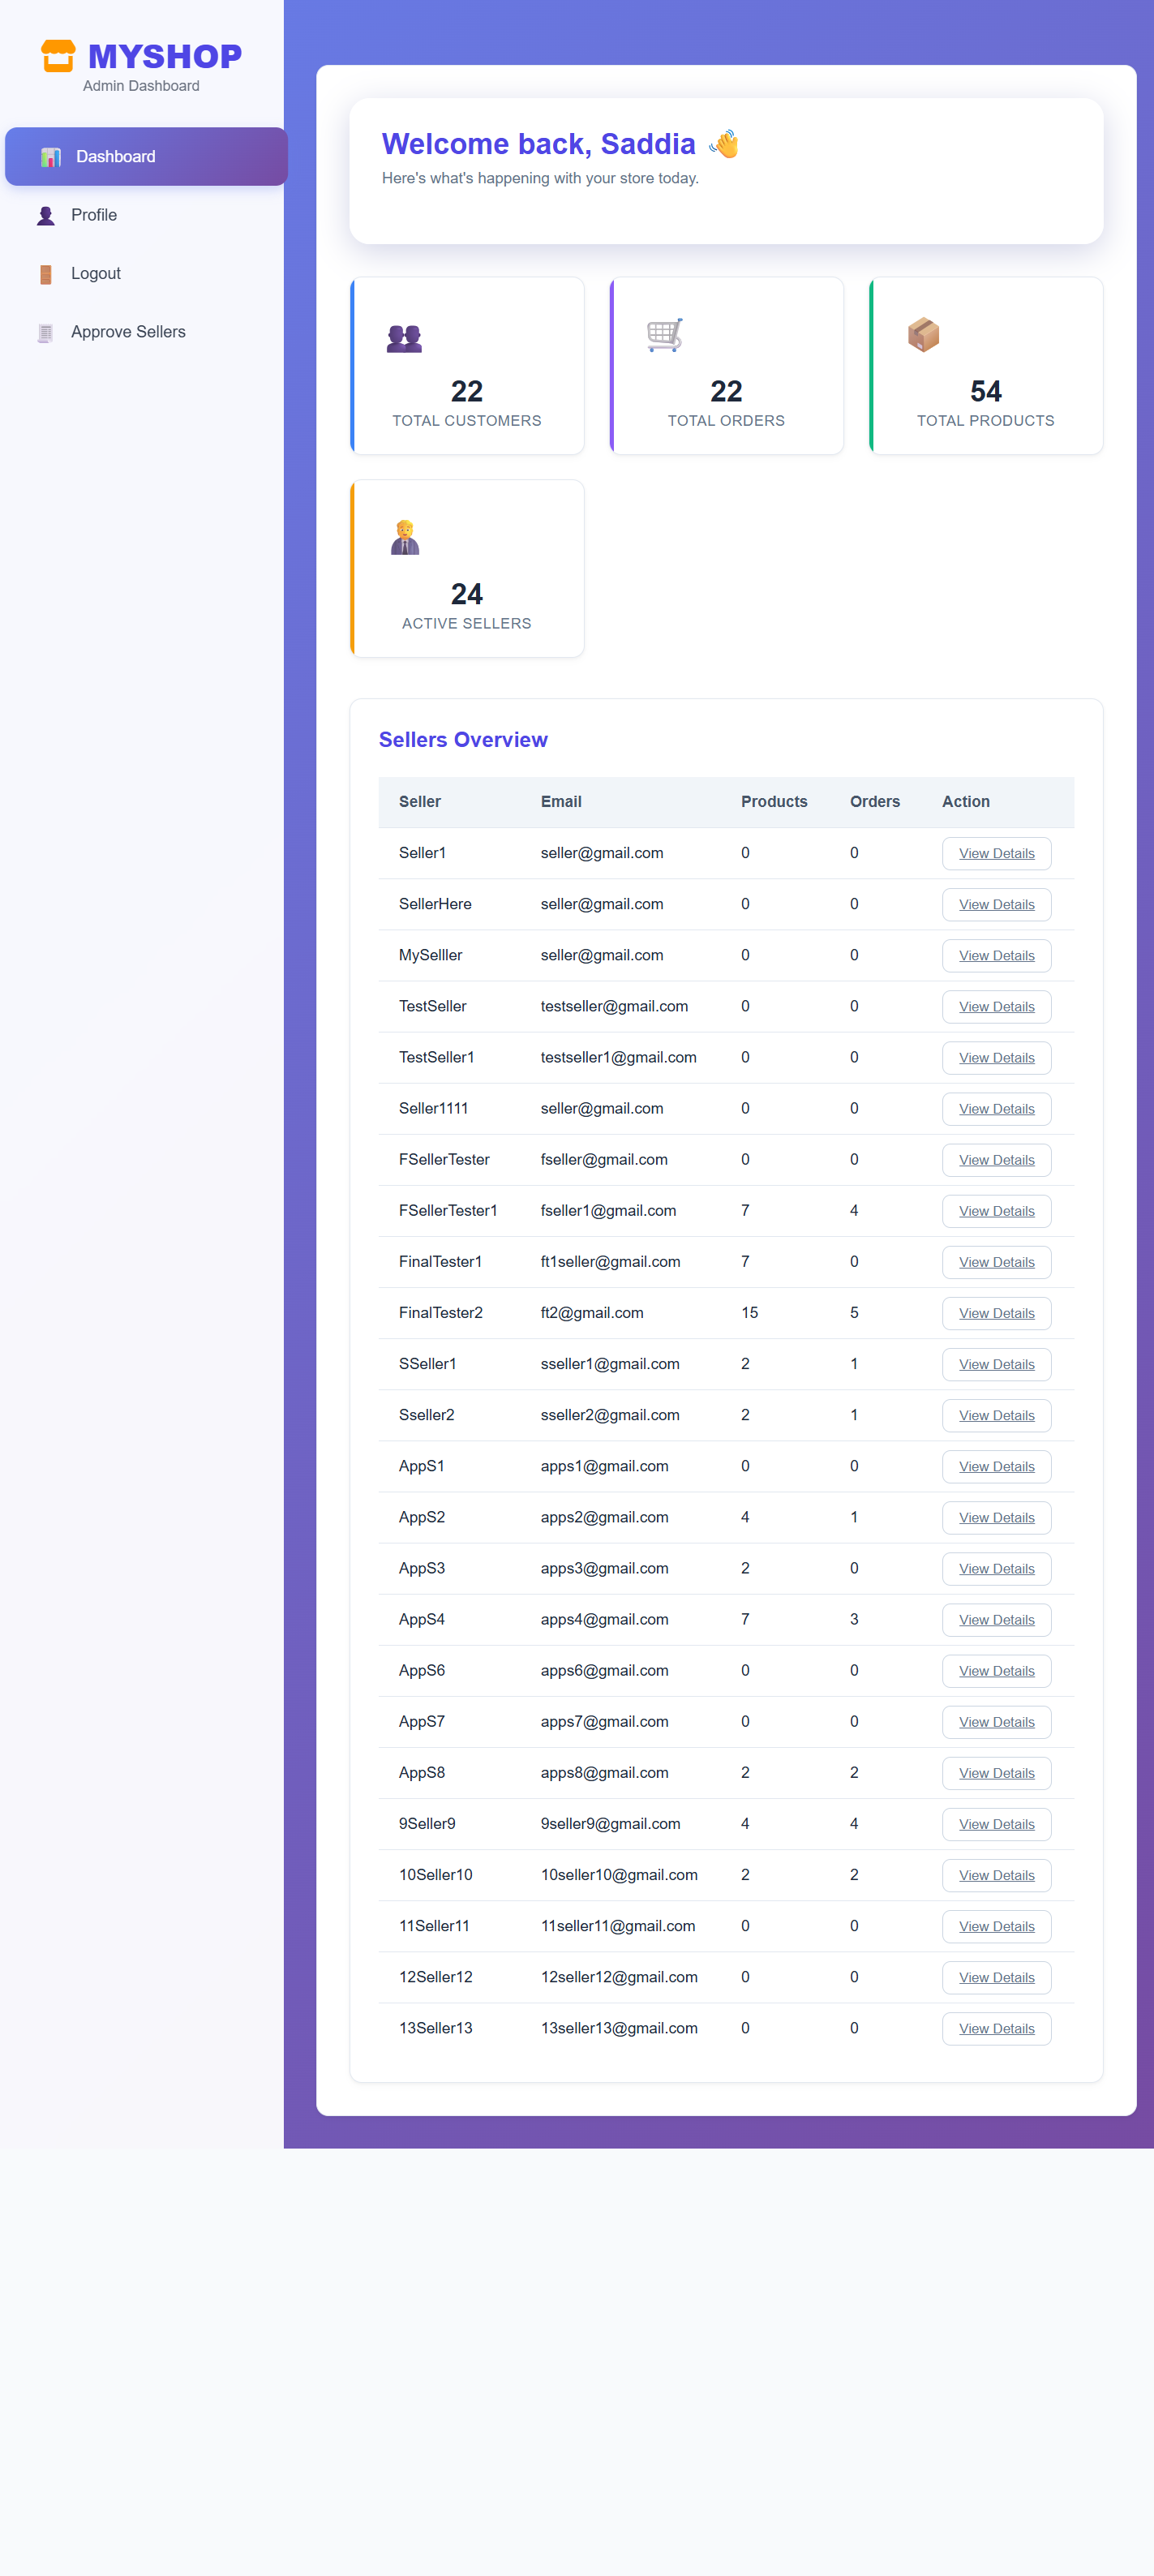 MYSHOP
Admin Dashboard
Dashboard
Profile
Logout
Approve Sellers
Welcome back, Saddia
Here's what's happening with your store today.
22
TOTAL CUSTOMERS
22
TOTAL ORDERS
54
TOTAL PRODUCTS
24
ACTIVE SELLERS
Sellers Overview
Seller Email Products Orders Action
Seller1 seller@gmail.com 0 0 View Details
SellerHere seller@gmail.com 0 0 View Details
MySelller seller@gmail.com 0 0 View Details
TestSeller testseller@gmail.com 0 0 View Details
TestSeller1 testseller1@gmail.com 0 0 View Details
Seller1111 seller@gmail.com 0 0 View Details
FSellerTester fseller@gmail.com 0 0 View Details
FSellerTester1 fseller1@gmail.com 7 4 View Details
FinalTester1 ft1seller@gmail.com 7 0 View Details
FinalTester2 ft2@gmail.com 15 5 View Details
SSeller1 sseller1@gmail.com 2 1 View Details
Sseller2 sseller2@gmail.com 2 1 View Details
AppS1 apps1@gmail.com 0 0 View Details
AppS2 apps2@gmail.com 4 1 View Details
AppS3 apps3@gmail.com 2 0 View Details
AppS4 apps4@gmail.com 7 3 View Details
AppS6 apps6@gmail.com 0 0 View Details
AppS7 apps7@gmail.com 0 0 View Details
AppS8 apps8@gmail.com 2 2 View Details
9Seller9 9seller9@gmail.com 4 4 View Details
10Seller10 10seller10@gmail.com 2 2 View Details
11Seller11 11seller11@gmail.com 0 0 View Details
12Seller12 12seller12@gmail.com 0 0 View Details
13Seller13 13seller13@gmail.com 0 0 View Details